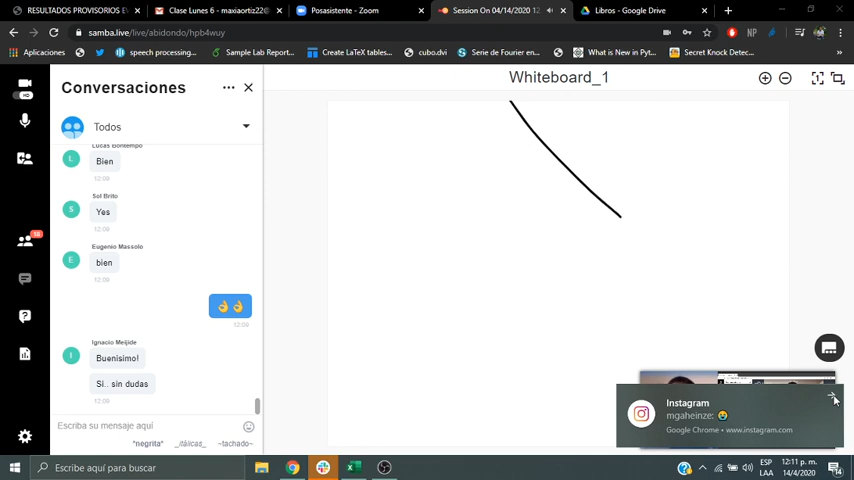 RESULTADOS PROVISORIOS E
Clase Lunes 6 - maxiaortiz22@
Posasistente - Zoom
Session On 04/14/2020 12
Libros - Google Drive
samba.live/live/abidondo/hpb4wuy
Aplicaciones
speech processing...
Sample Lab Report...
Create LaTeX tables...
cubo.dvi
Serie de Fourier en...
What is New in Pyt...
Secret Knock Detec...
Conversaciones
Whiteboard_1
Todos
Lucas Bontempo
L
Bien
12:09
Sol Brito
S
Yes
12:09
Eugenio Massolo
E
bien
12:09
👌👌
12:09
Ignacio Meijide
I
Buenisimo!
Si.. sin dudas
12:09
HD
18
Escriba su mensaje aquí
*negrita* _itálicas_ ~tachado~
Instagram
mgaheinze: 😭
Google Chrome • www.instagram.com
Escribe aquí para buscar
ESP
LAA
12:11 p. m.
14/4/2020
14